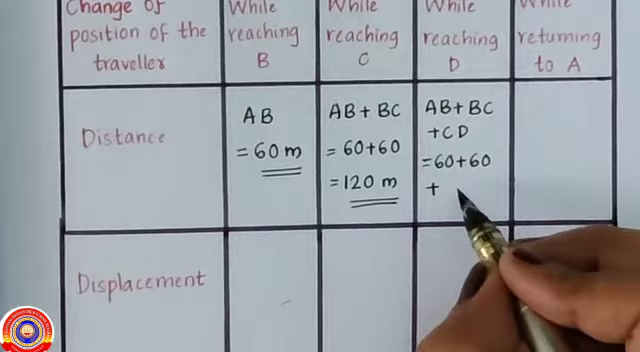 Change of
position of the
traveller
While
reaching
B
While
reaching
C
While
reaching
D
While
returning
to A
Distance
AB
= 60 m
AB + BC
= 60+60
= 120 m
AB + BC
+ CD
= 60+60
+
Displacement